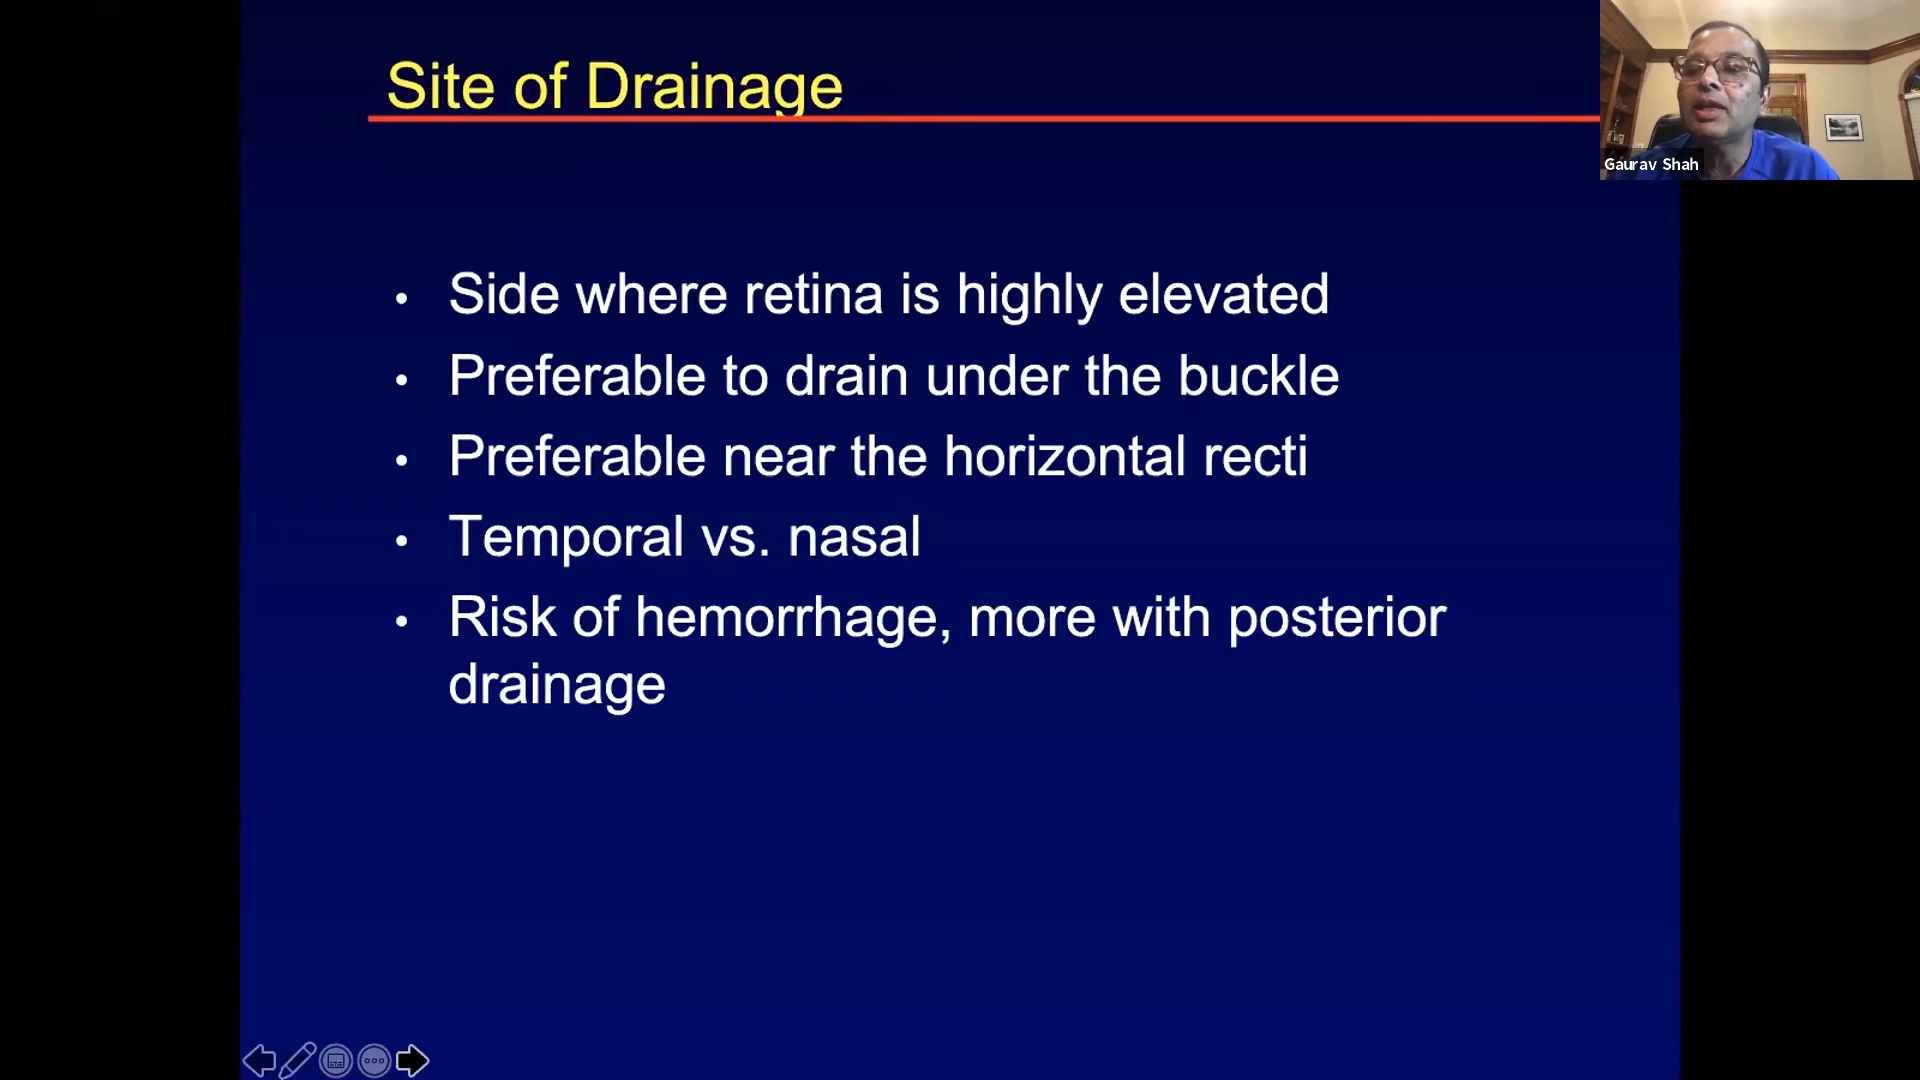 Site of Drainage
Gaurav Shah
• Side where retina is highly elevated
• Preferable to drain under the buckle
• Preferable near the horizontal recti
• Temporal vs. nasal
• Risk of hemorrhage, more with posterior
drainage